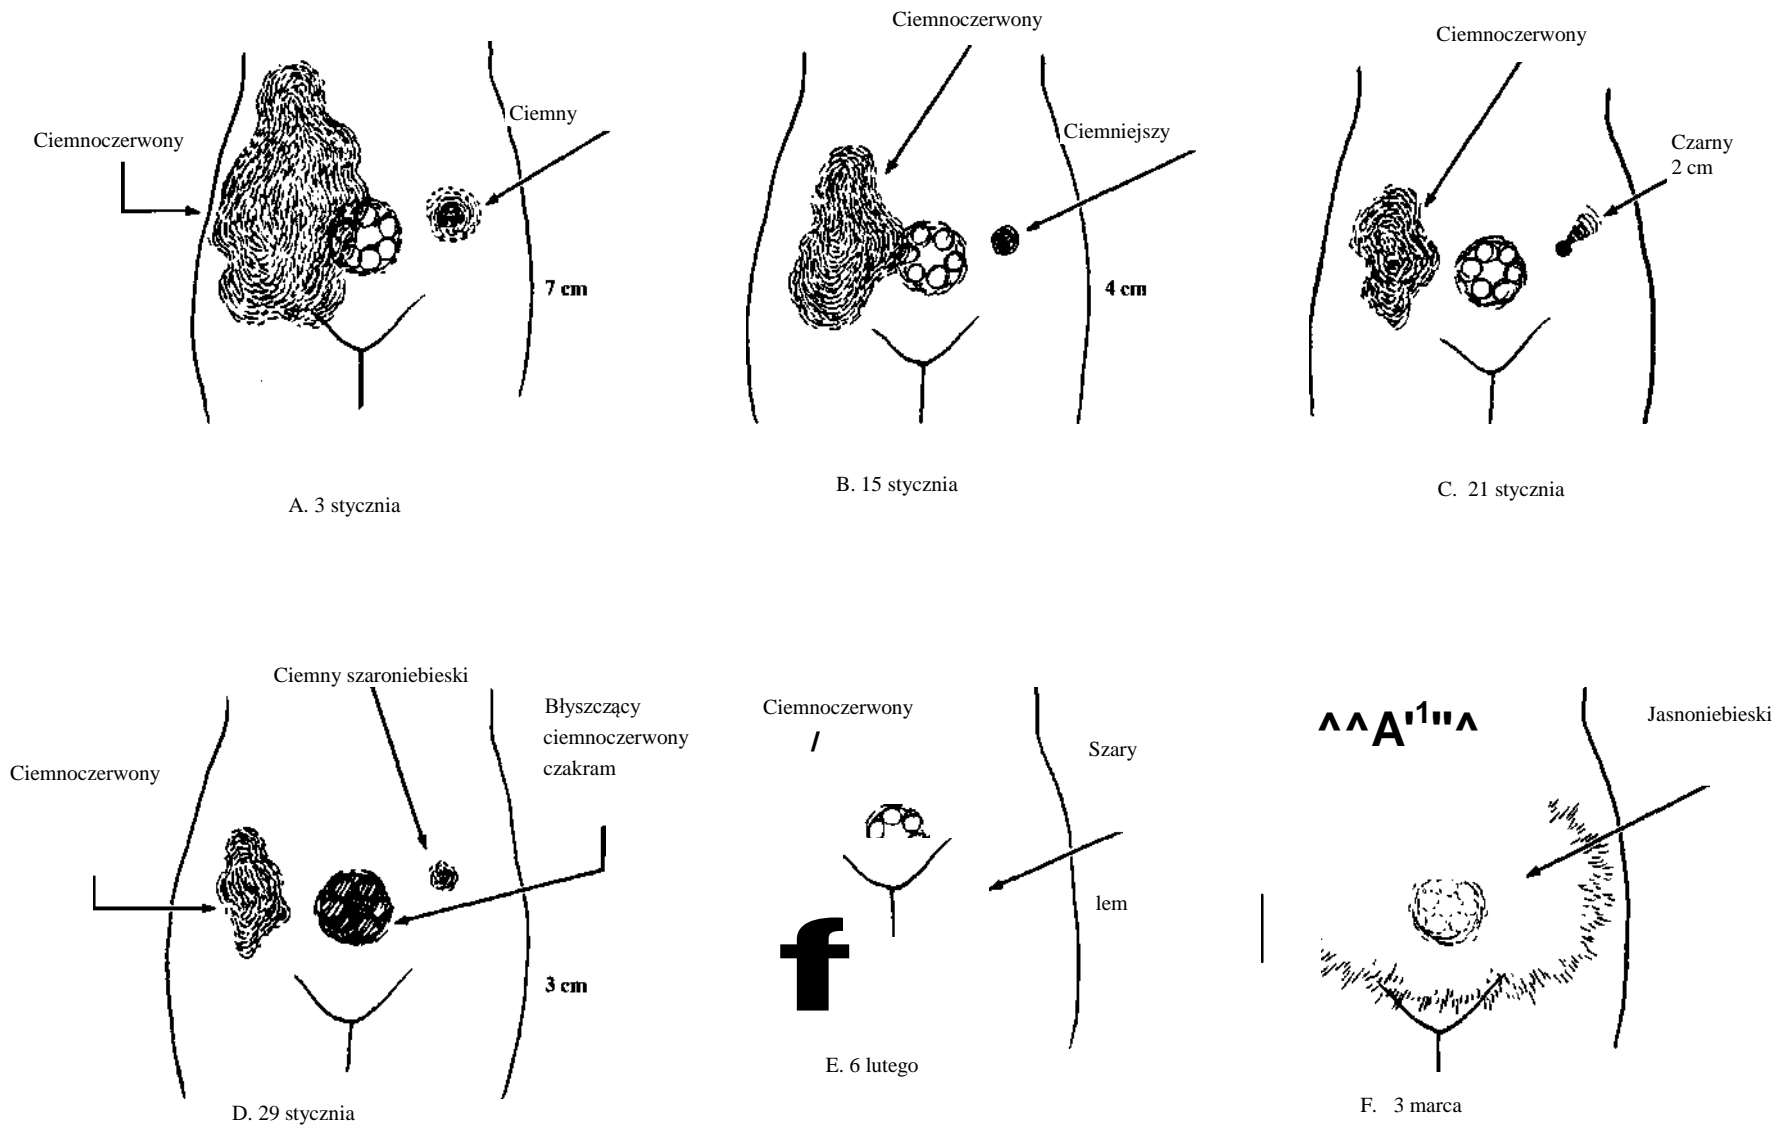 Ciemnoczerwony
Ciemny
7 cm
A. 3 stycznia
Ciemnoczerwony
Ciemniejszy
4 cm
B. 15 stycznia
Ciemnoczerwony
Czarny
2 cm
C. 21 stycznia
Ciemny szaroniebieski
Błyszczący
ciemnoczerwony
czakram
Ciemnoczerwony
3 cm
D. 29 stycznia
Ciemnoczerwony
/
Szary
lem
f
E. 6 lutego
^^A'1"^
Jasnoniebieski
F. 3 marca